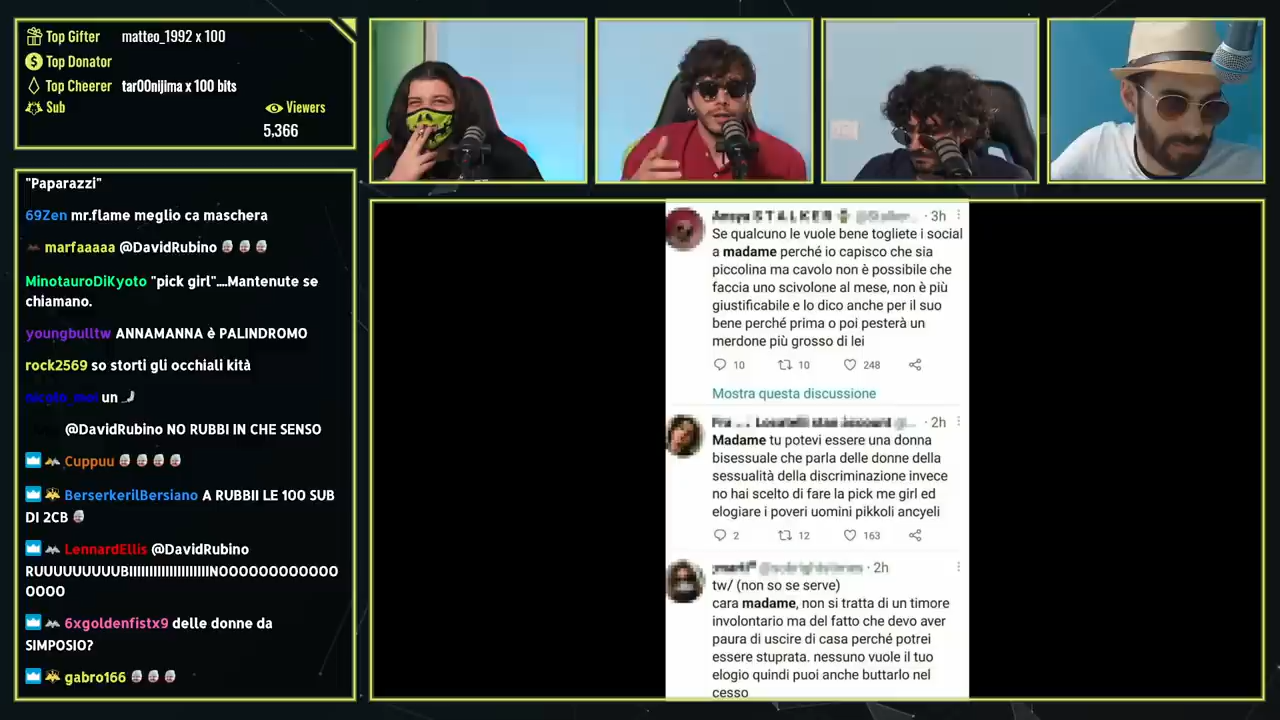 Top Gifter matteo_1992 x 100
Top Donator
Top Cheerer tar00nijima x 100 bits
Sub Viewers
5,366
"Paparazzi"
69Zen mr.flame meglio ca maschera
marfaaaaa @DavidRubino
MinotauroDiKyoto "pick girl"....Mantenute se
chiamano.
youngbulltw ANNAMANNA è PALINDROMO
rock2569 so storti gli occhiali kità
un
@DavidRubino NO RUBBI IN CHE SENSO
Cuppuu
BerserkerilBersiano A RUBBII LE 100 SUB
DI 2CB
LennardEllis @DavidRubino
RUUUUUUUUUBIIIIIIIIIIIIIIIIIIIINOOOOOOOOOOOO
OOOO
6xgoldenfistx9 delle donne da
SIMPOSIO?
gabro166
3h
Se qualcuno le vuole bene togliete i social
a madame perché io capisco che sia
piccolina ma cavolo non è possibile che
faccia uno scivolone al mese, non è più
giustificabile e lo dico anche per il suo
bene perché prima o poi pesterà un
merdone più grosso di lei
10 10 248
Mostra questa discussione
2h
Madame tu potevi essere una donna
bisessuale che parla delle donne della
sessualità della discriminazione invece
no hai scelto di fare la pick me girl ed
elogiare i poveri uomini pikkoli ancyeli
2 12 163
2h
tw/ (non so se serve)
cara madame, non si tratta di un timore
involontario ma del fatto che devo aver
paura di uscire di casa perché potrei
essere stuprata. nessuno vuole il tuo
elogio quindi puoi anche buttarlo nel
cesso